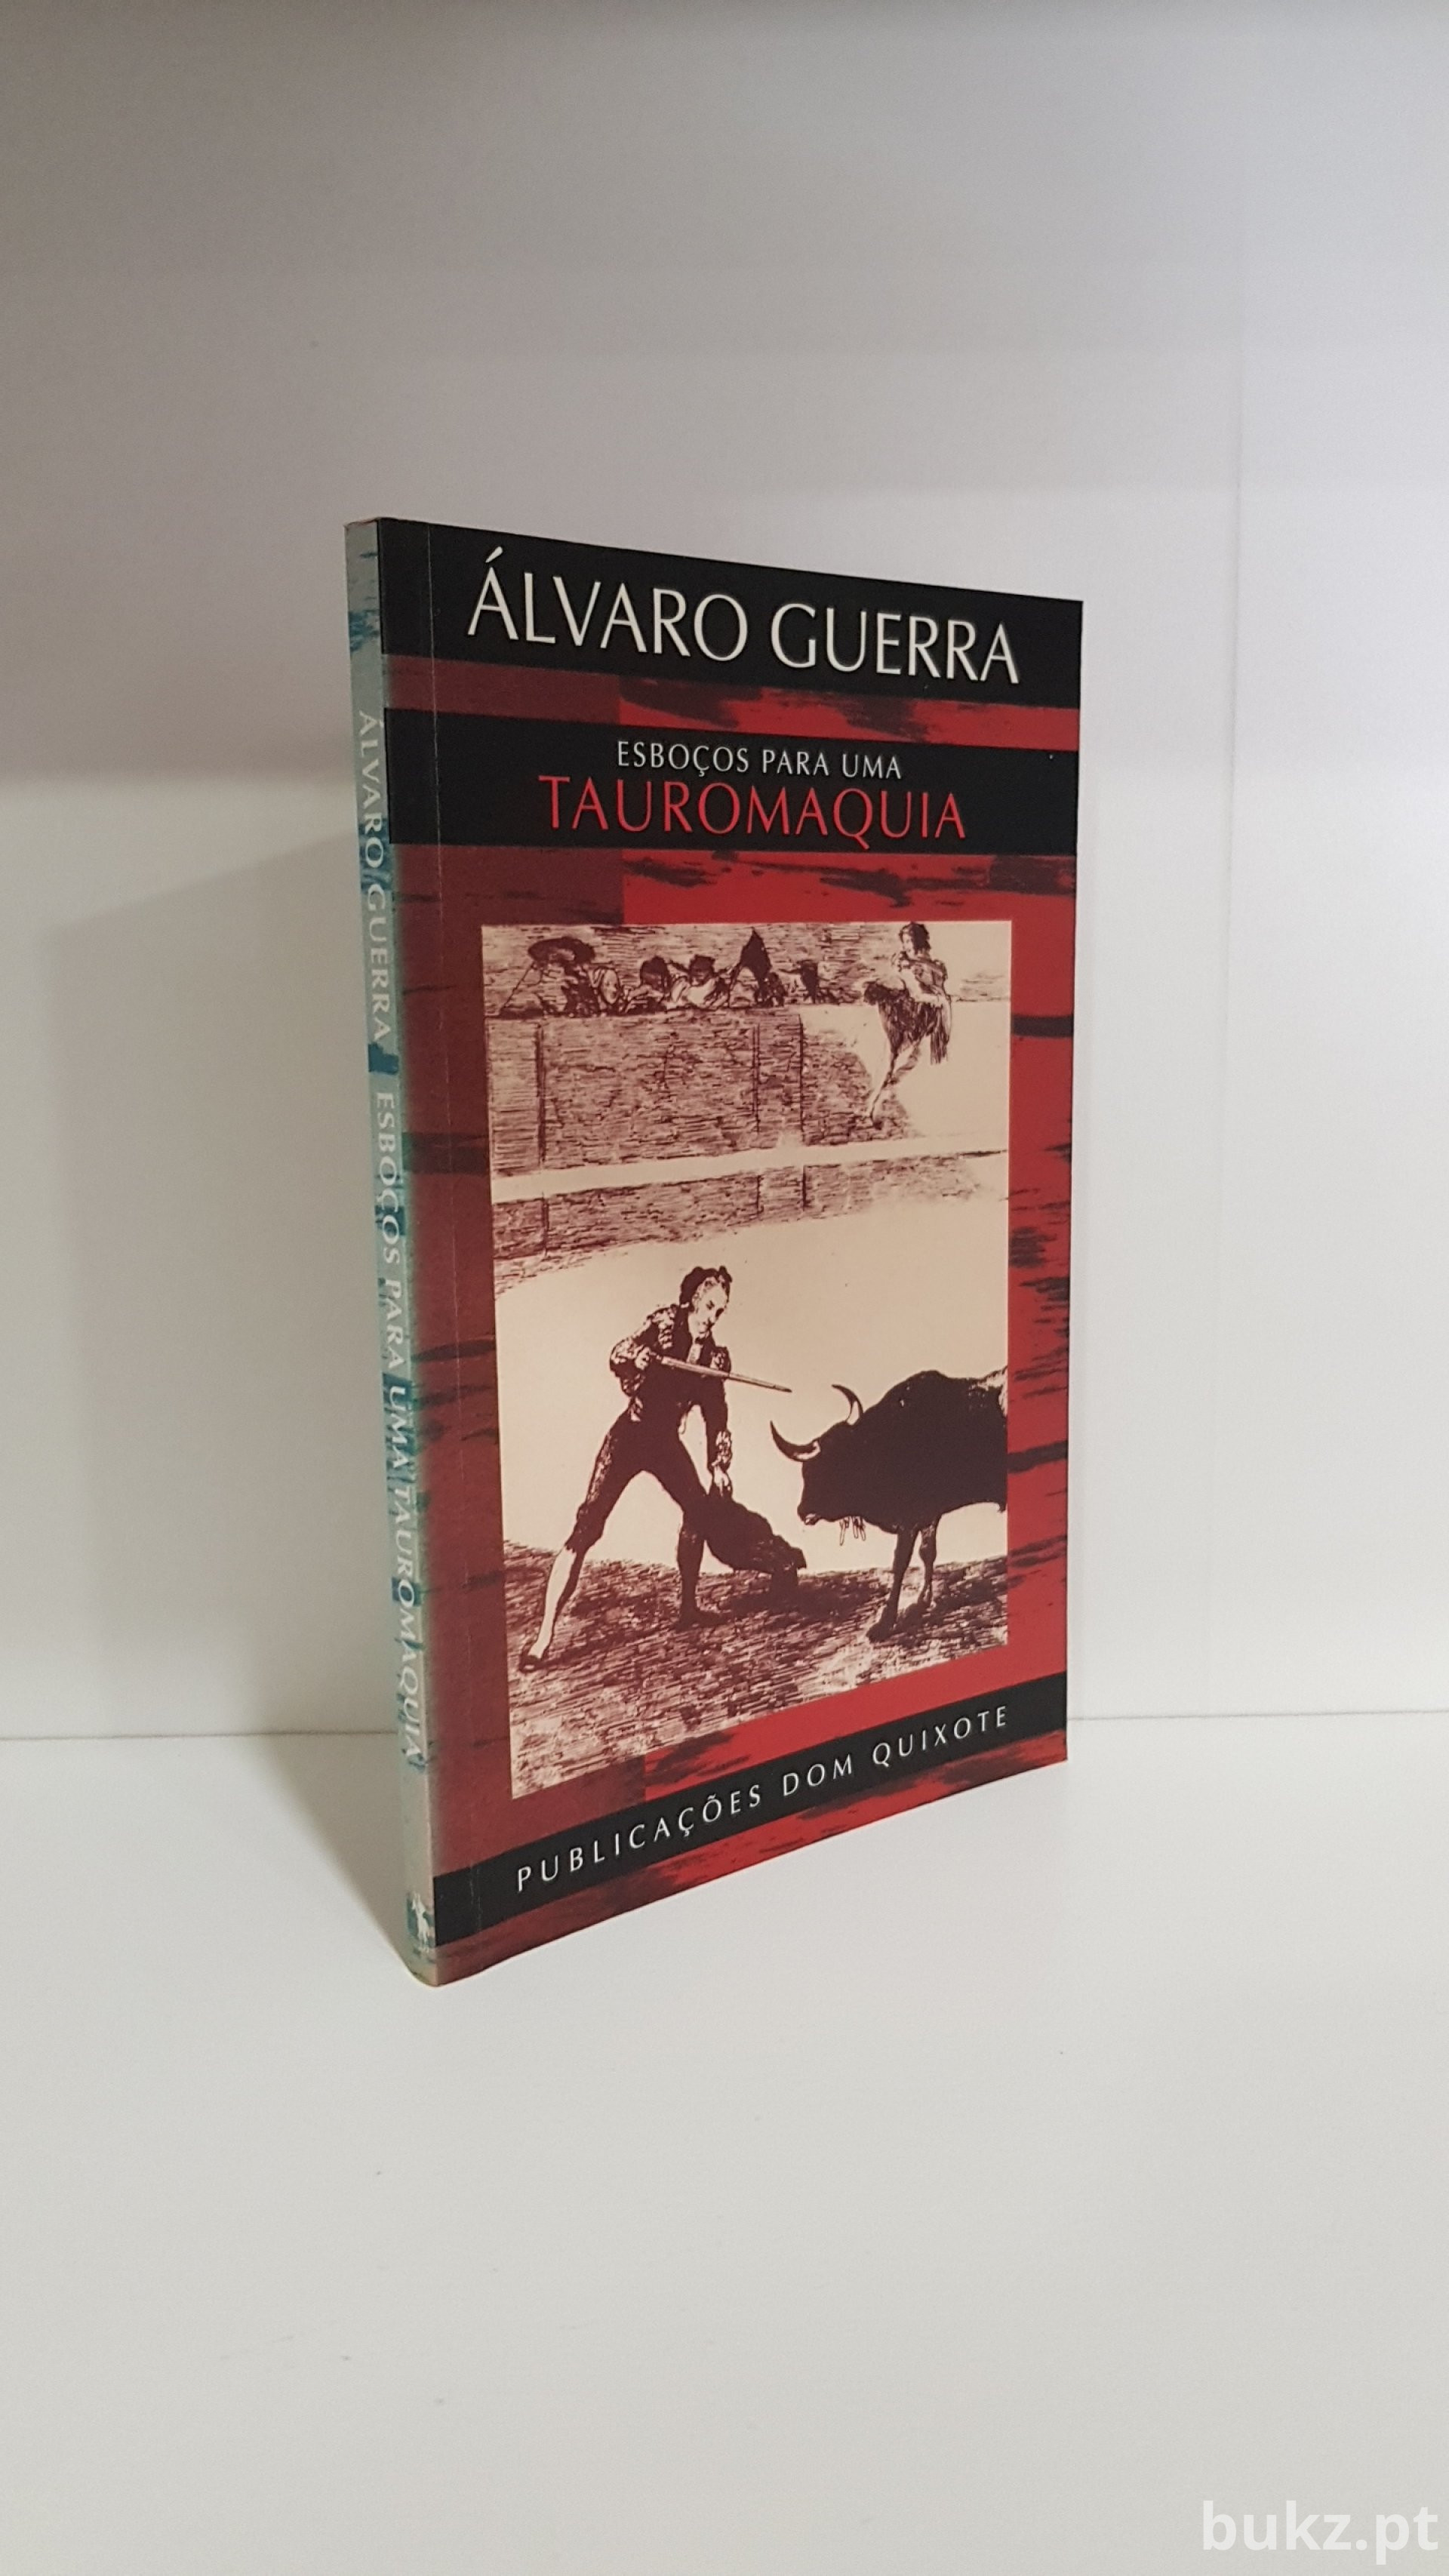 ÁLVARO GUERRA
ESBOÇOS PARA UMA
TAUROMAQUIA
PUBLICAÇÕES DOM QUIXOTE
ÁLVARO GUERRA ESBOÇOS PARA UMA TAUROMAQUIA
bukz.pt